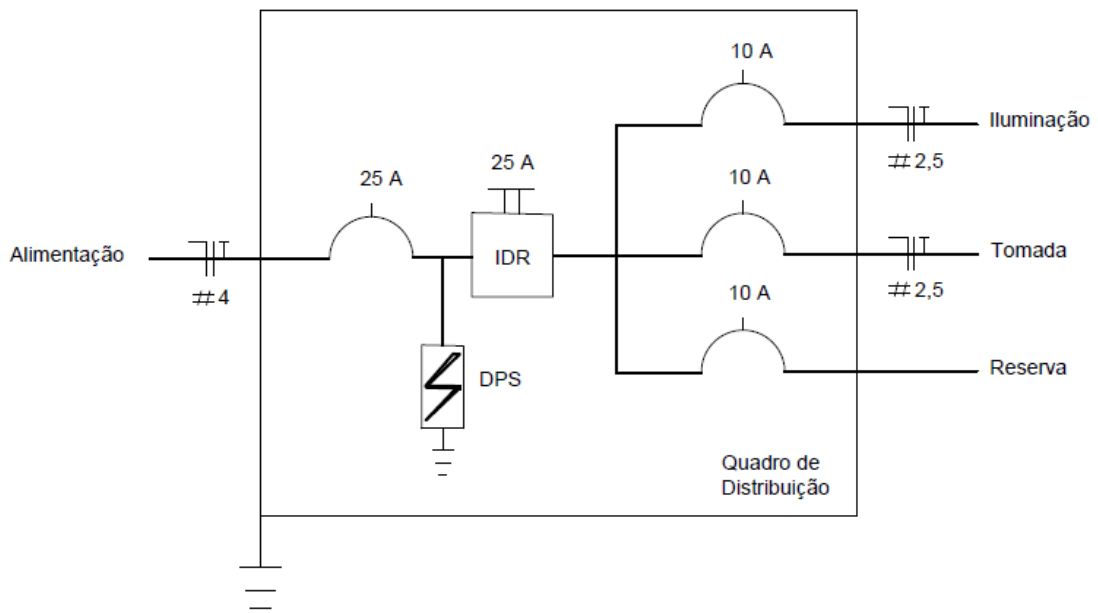 10 A
Iluminação
# 2,5
25 A
25 A
10 A
Alimentação
IDR
Tomada
# 4
# 2,5
10 A
DPS
Reserva
Quadro de
Distribuição